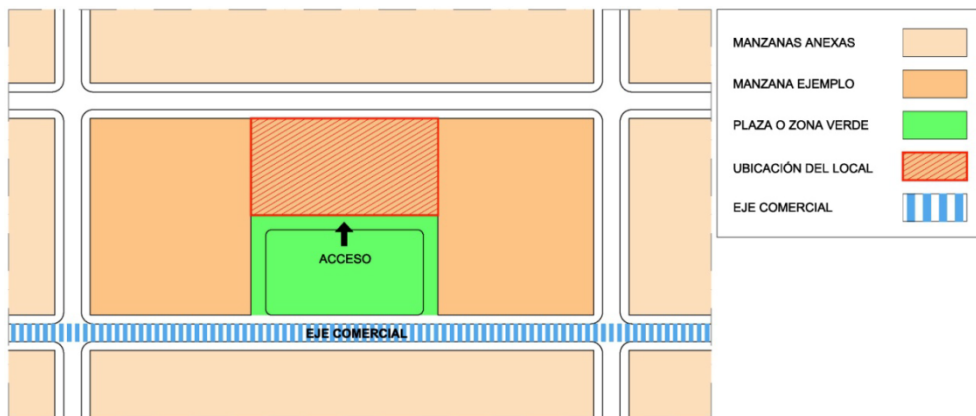 MANZANAS ANEXAS
MANZANA EJEMPLO
PLAZA O ZONA VERDE
UBICACIÓN DEL LOCAL
EJE COMERCIAL
ACCESO
EJE COMERCIAL